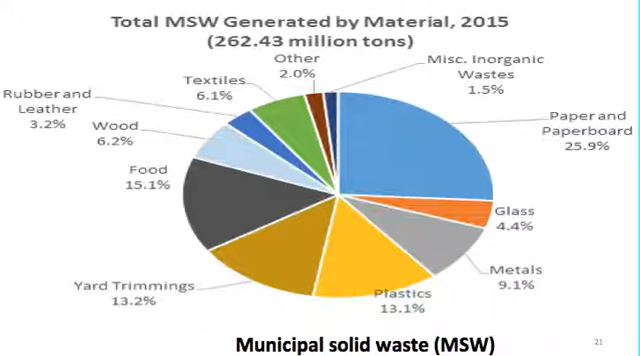 Total MSW Generated by Material, 2015
(262.43 million tons)
Other
2.0%
Misc. Inorganic
Wastes
1.5%
Textiles
6.1%
Rubber and
Leather
3.2%
Paper and
Paperboard
25.9%
Wood
6.2%
Food
15.1%
Glass
4.4%
Metals
9.1%
Yard Trimmings
13.2%
Plastics
13.1%
Municipal solid waste (MSW)
21